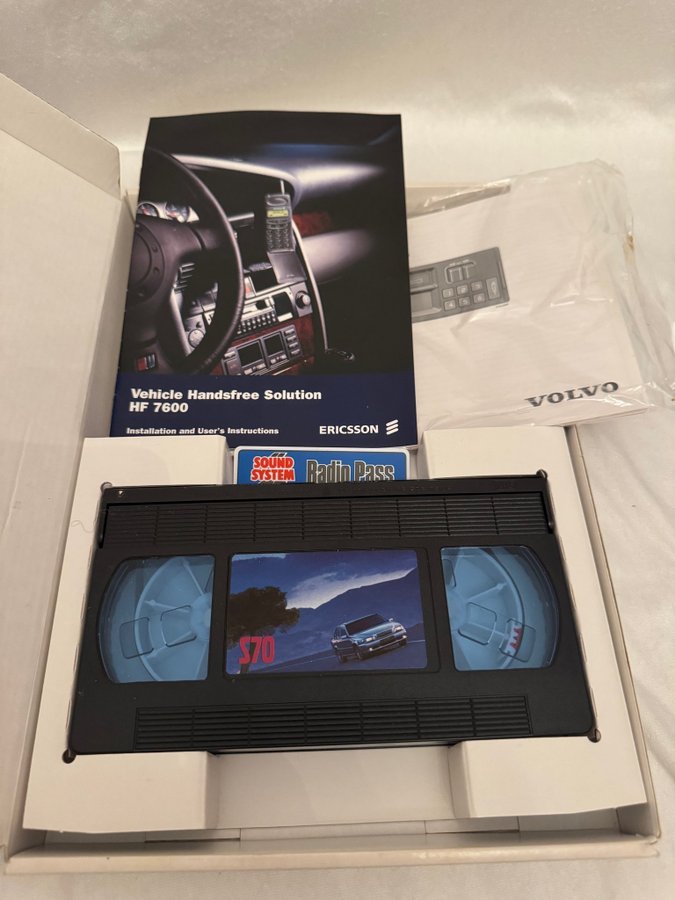 Vehicle Handsfree Solution
HF 7600
Installation and User's Instructions
ERICSSON
VOLVO
SOUND
SYSTEM
Radio Pass
S70